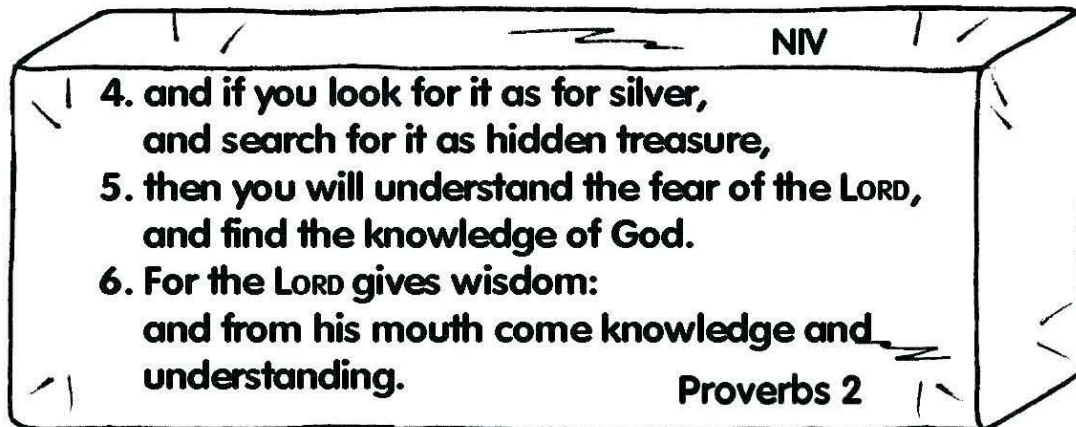 NIV
4. and if you look for it as for silver,
and search for it as hidden treasure,
5. then you will understand the fear of the LORD,
and find the knowledge of God.
6. For the LORD gives wisdom:
and from his mouth come knowledge and
understanding.
Proverbs 2